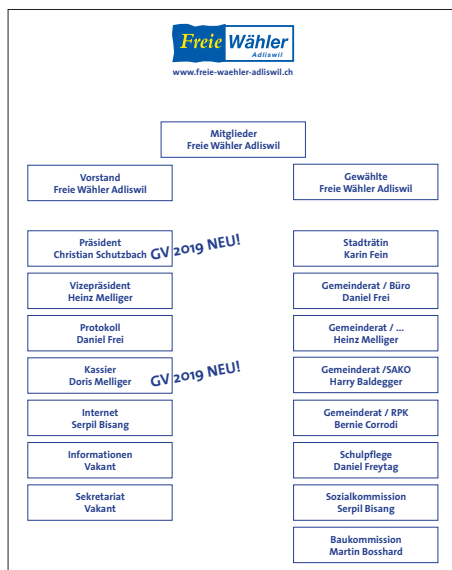 Freie Wähler
Adliswil
www.freie-waehler-adliswil.ch
Mitglieder
Freie Wähler Adliswil
Vorstand
Freie Wähler Adliswil
Gewählte
Freie Wähler Adliswil
Präsident
Christian Schutzbach
GV 2019 NEU!
Stadträtin
Karin Fein
Vizepräsident
Heinz Melliger
Gemeinderat / Büro
Daniel Frei
Protokoll
Daniel Frei
Gemeinderat / ...
Heinz Melliger
Kassier
Doris Melliger
GV 2019 NEU!
Gemeinderat /SAKO
Harry Baldegger
Internet
Serpil Bisang
Gemeinderat / RPK
Bernie Corrodi
Informationen
Vakant
Schulpflege
Daniel Freytag
Sekretariat
Vakant
Sozialkommission
Serpil Bisang
Baukommission
Martin Bosshard